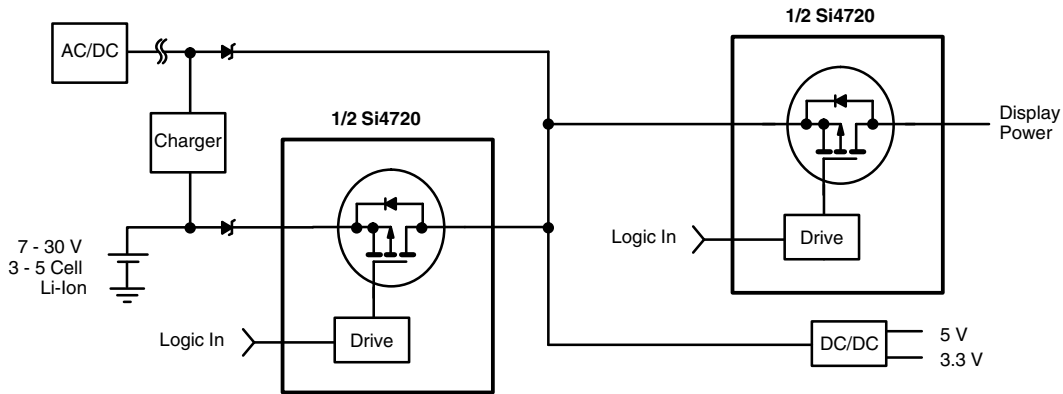 1/2 Si4720
AC/DC
1/2 Si4720
Display
Power
Charger
Logic In
Drive
7 - 30 V
3 - 5 Cell
Li-Ion
Logic In
Drive
DC/DC
5 V
3.3 V